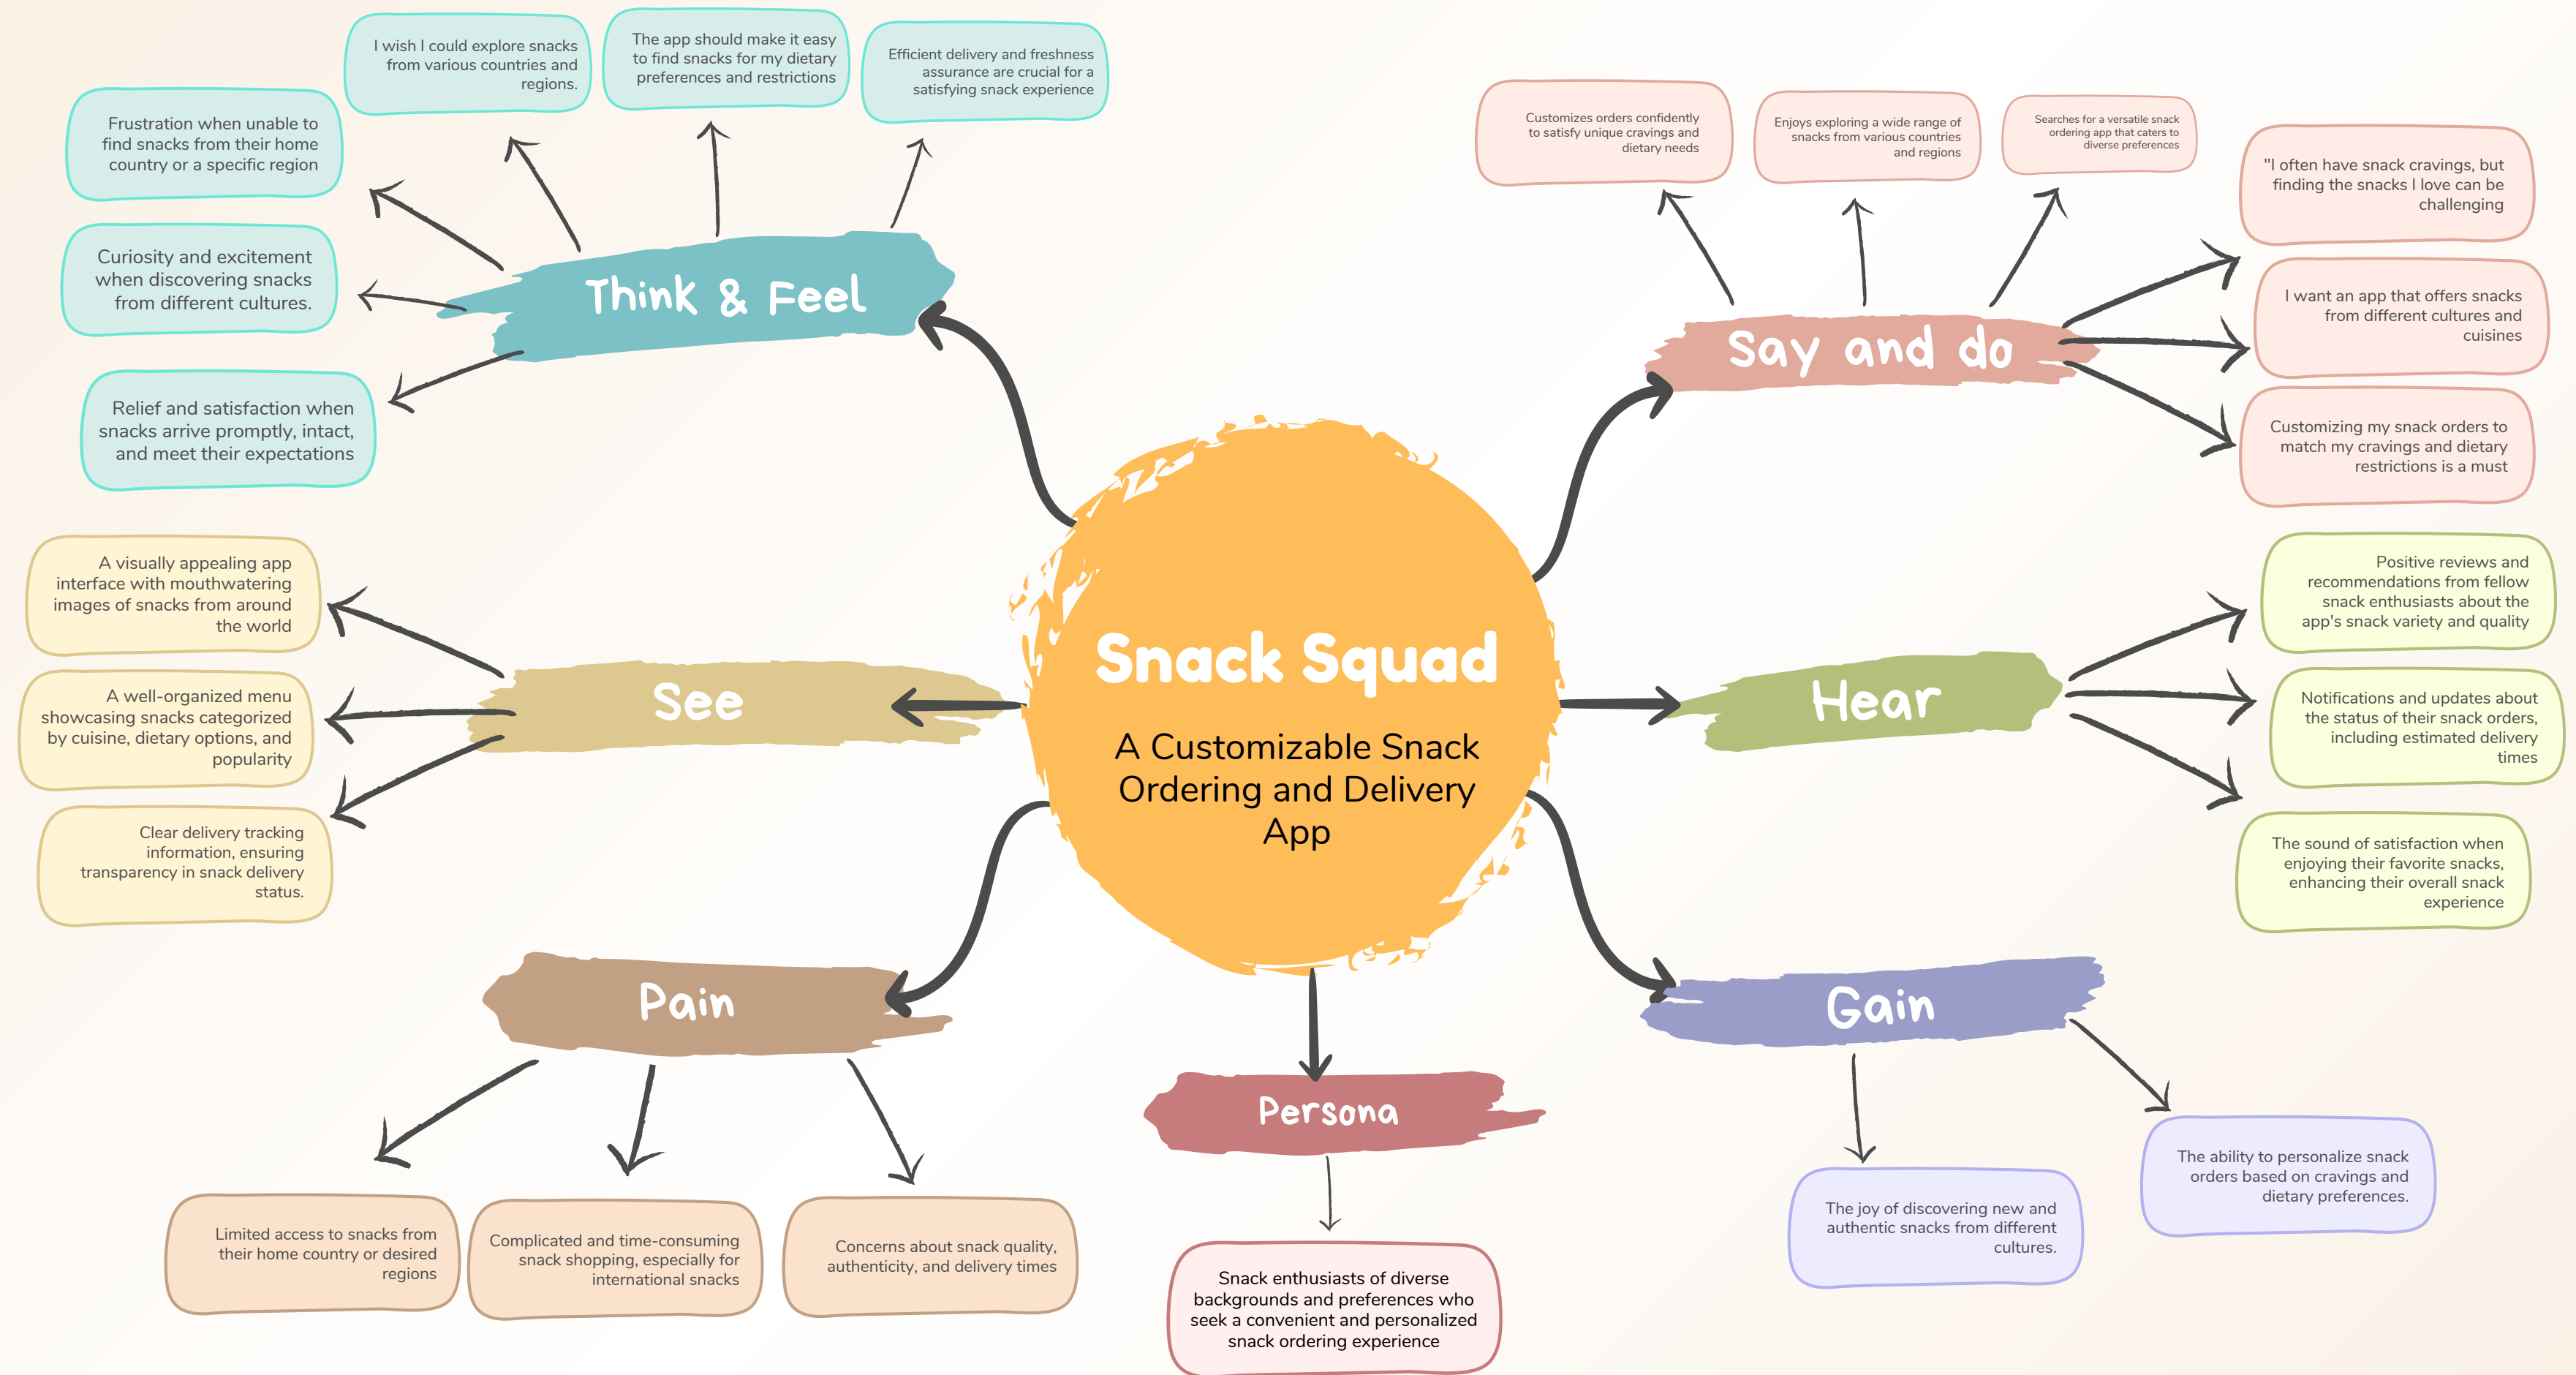 I wish I could explore snacks
from various countries and
regions.
The app should make it easy
to find snacks for my dietary
preferences and restrictions
Efficient delivery and freshness
assurance are crucial for a
satisfying snack experience
Frustration when unable to
find snacks from their home
country or a specific region
Curiosity and excitement
when discovering snacks
from different cultures.
Relief and satisfaction when
snacks arrive promptly, intact,
and meet their expectations
Think & Feel
Customizes orders confidently
to satisfy unique cravings and
dietary needs
Enjoys exploring a wide range of
snacks from various countries
and regions
Searches for a versatile snack
ordering app that caters to
diverse preferences
"I often have snack cravings, but
finding the snacks I love can be
challenging
I want an app that offers snacks
from different cultures and
cuisines
Customizing my snack orders to
match my cravings and dietary
restrictions is a must
Say and do
A visually appealing app
interface with mouthwatering
images of snacks from around
the world
A well-organized menu
showcasing snacks categorized
by cuisine, dietary options, and
popularity
Clear delivery tracking
information, ensuring
transparency in snack delivery
status.
See
Snack Squad
A Customizable Snack
Ordering and Delivery
App
Hear
Positive reviews and
recommendations from fellow
snack enthusiasts about the
app's snack variety and quality
Notifications and updates about
the status of their snack orders,
including estimated delivery
times
The sound of satisfaction when
enjoying their favorite snacks,
enhancing their overall snack
experience
Pain
Limited access to snacks from
their home country or desired
regions
Complicated and time-consuming
snack shopping, especially for
international snacks
Concerns about snack quality,
authenticity, and delivery times
Persona
Snack enthusiasts of diverse
backgrounds and preferences who
seek a convenient and personalized
snack ordering experience
Gain
The joy of discovering new and
authentic snacks from different
cultures.
The ability to personalize snack
orders based on cravings and
dietary preferences.